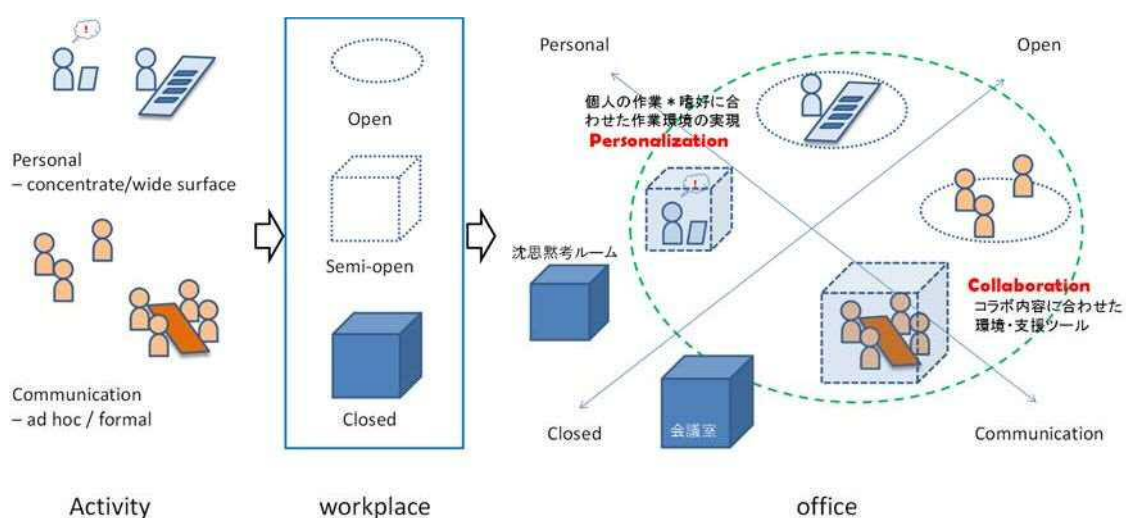 !
Personal
– concentrate/wide surface
Communication
– ad hoc / formal
Activity
Open
Semi-open
Closed
workplace
Personal
Open
個人の作業*嗜好に合
わせた作業環境の実現
Personalization
!
沈思黙考ルーム
Collaboration
コラボ内容に合わせた
環境・支援ツール
会議室
Closed
Communication
office